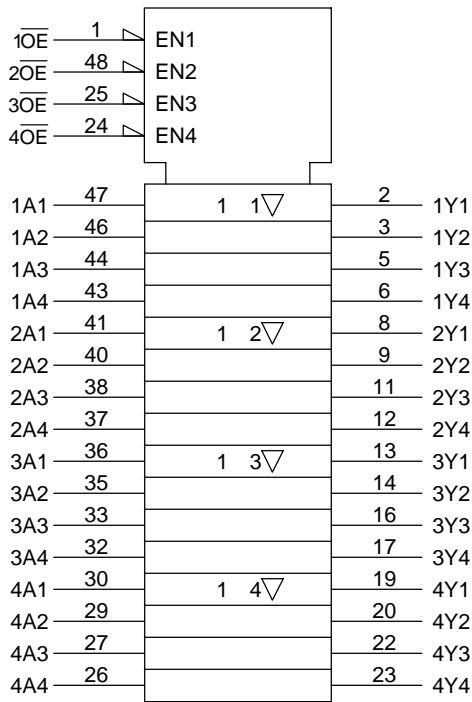 1O̅E̅ 1 EN1
2O̅E̅ 48 EN2
3O̅E̅ 25 EN3
4O̅E̅ 24 EN4
1A1 47 1 1▽ 2 1Y1
1A2 46 3 1Y2
1A3 44 5 1Y3
1A4 43 6 1Y4
2A1 41 1 2▽ 8 2Y1
2A2 40 9 2Y2
2A3 38 11 2Y3
2A4 37 12 2Y4
3A1 36 1 3▽ 13 3Y1
3A2 35 14 3Y2
3A3 33 16 3Y3
3A4 32 17 3Y4
4A1 30 1 4▽ 19 4Y1
4A2 29 20 4Y2
4A3 27 22 4Y3
4A4 26 23 4Y4